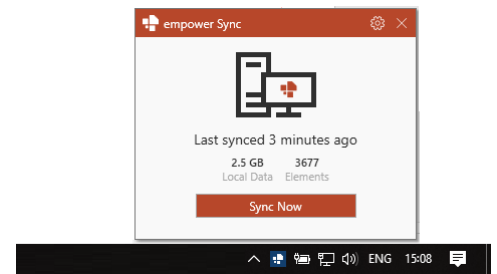 empower Sync
Last synced 3 minutes ago
2.5 GB 3677
Local Data Elements
Sync Now
ENG 15:08